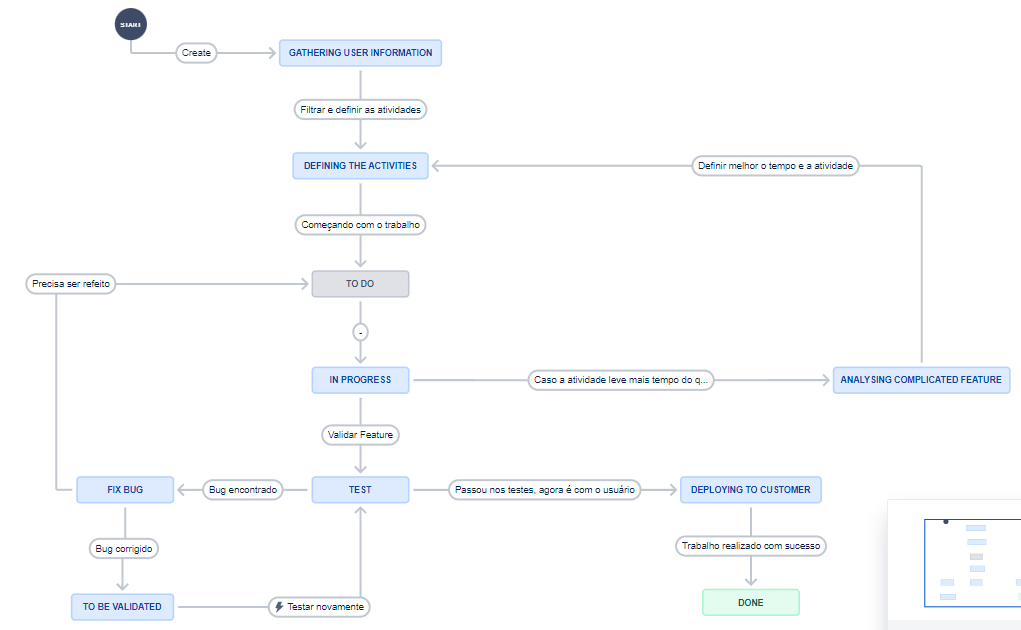 START
Create
GATHERING USER INFORMATION
Filtrar e definir as atividades
DEFINING THE ACTIVITIES
Definir melhor o tempo e a atividade
Começando com o trabalho
Precisa ser refeito
TO DO
-
IN PROGRESS
Caso a atividade leve mais tempo do q...
ANALYSING COMPLICATED FEATURE
Validar Feature
FIX BUG
Bug encontrado
TEST
Passou nos testes, agora é com o usuário
DEPLOYING TO CUSTOMER
Bug corrigido
Trabalho realizado com sucesso
TO BE VALIDATED
Testar novamente
DONE